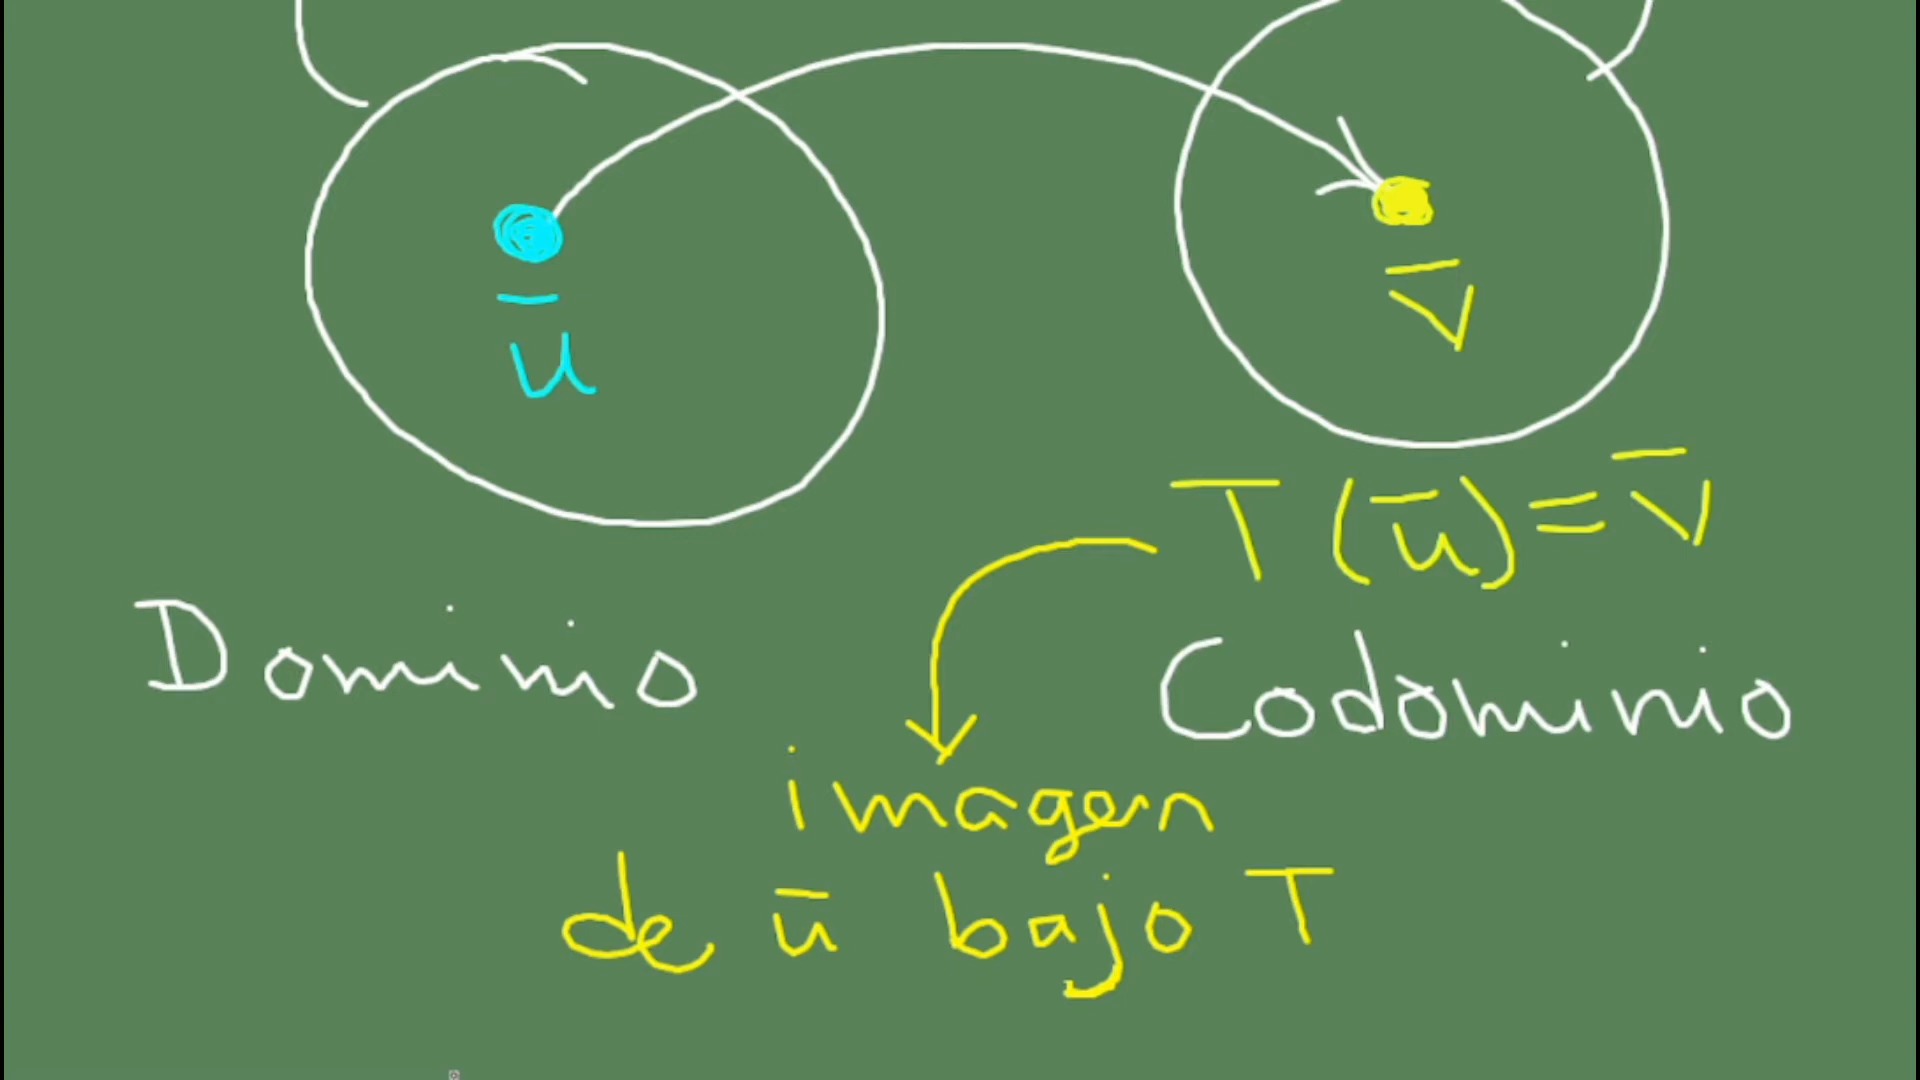 ū
v̄
T(ū)=v̄
Dominio
Codominio
imagen
de ū bajo T